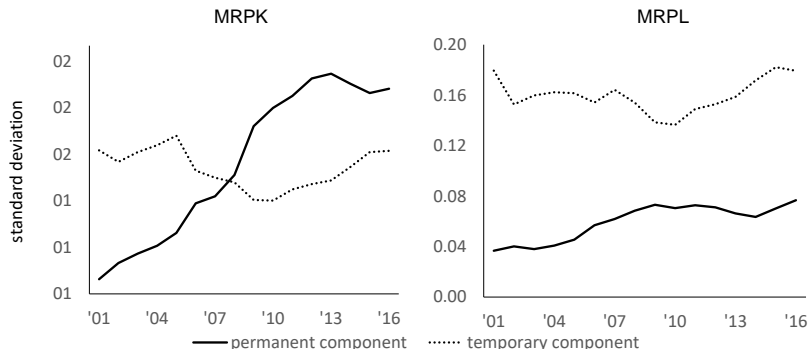 MRPK
MRPL
standard deviation
02
02
02
01
01
01
'01 '04 '07 '10 '13 '16
0.20
0.16
0.12
0.08
0.04
0.00
'01 '04 '07 '10 '13 '16
permanent component temporary component